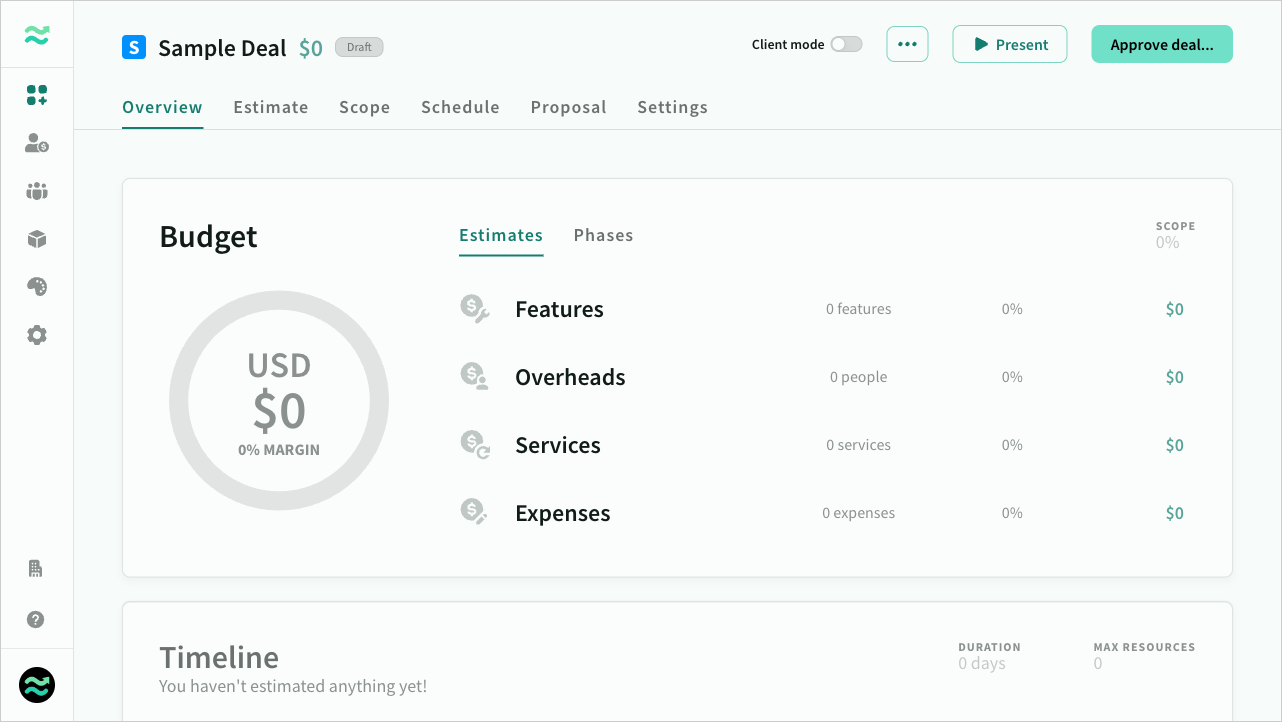 S Sample Deal $0 Draft
Client mode
Present
Approve deal...
Overview Estimate Scope Schedule Proposal Settings
Budget
Estimates Phases
SCOPE
0%
USD
$0
0% MARGIN
$ Features 0 features 0% $0
$ Overheads 0 people 0% $0
$ Services 0 services 0% $0
$ Expenses 0 expenses 0% $0
Timeline
You haven't estimated anything yet!
DURATION
0 days
MAX RESOURCES
0